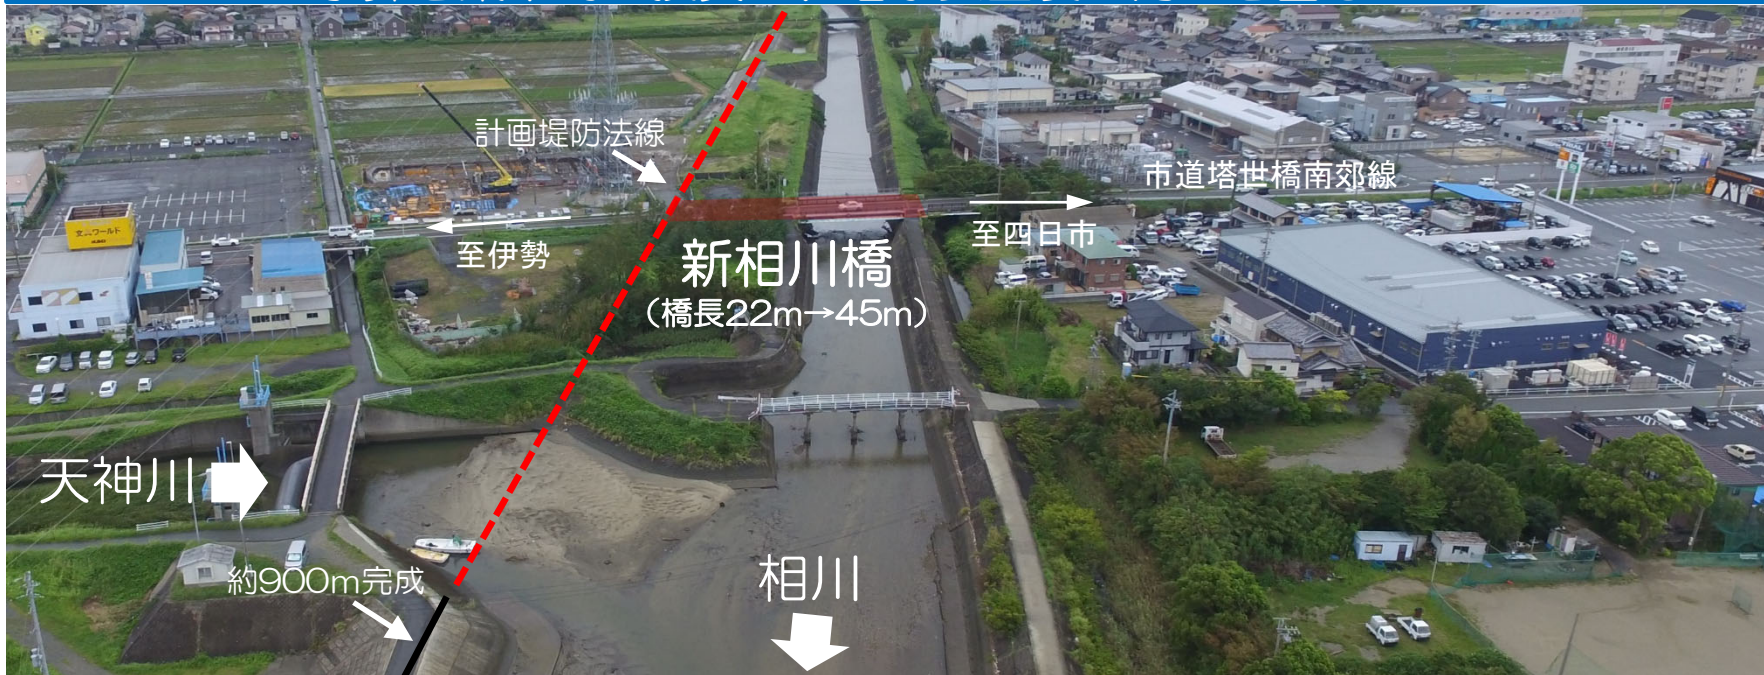 計画堤防法線
市道塔世橋南郊線
至伊勢
至四日市
新相川橋
（橋長22m→45m）
天神川
約900m完成
相川